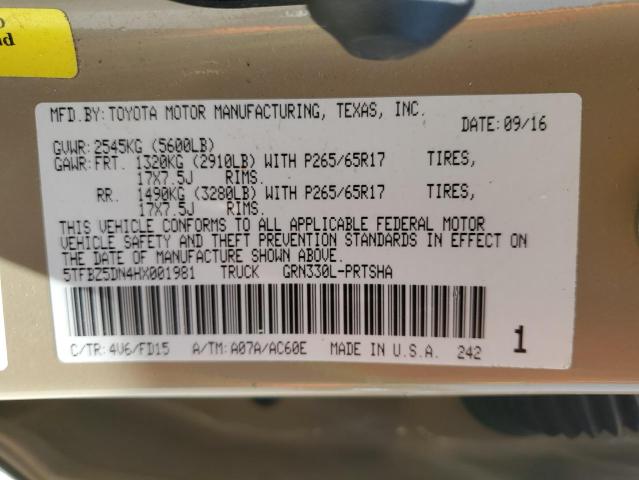 MFD.BY:TOYOTA MOTOR MANUFACTURING, TEXAS, INC.
DATE:09/16
GVWR:2545KG (5600LB)
GAWR:FRT. 1320KG (2910LB) WITH P265/65R17 TIRES,
17X7.5J RIMS.
RR. 1490KG (3280LB) WITH P265/65R17 TIRES,
17X7.5J RIMS.
THIS VEHICLE CONFORMS TO ALL APPLICABLE FEDERAL MOTOR
VEHICLE SAFETY AND THEFT PREVENTION STANDARDS IN EFFECT ON
THE DATE OF MANUFACTURE SHOWN ABOVE.
5TFBZ5DN4HX001981 TRUCK GRN330L-PRTSHA
C/TR:4V6/FD15 A/TM:A07A/AC60E MADE IN U.S.A. 242 1